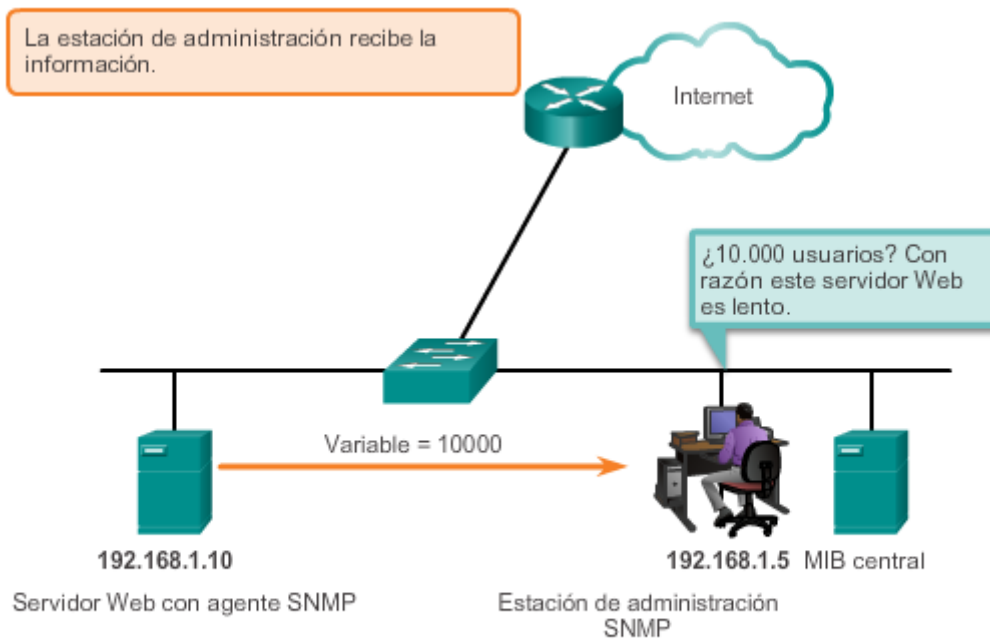 La estación de administración recibe la
información.
Internet
¿10.000 usuarios? Con
razón este servidor Web
es lento.
Variable = 10000
192.168.1.10
192.168.1.5
MIB central
Servidor Web con agente SNMP
Estación de administración
SNMP